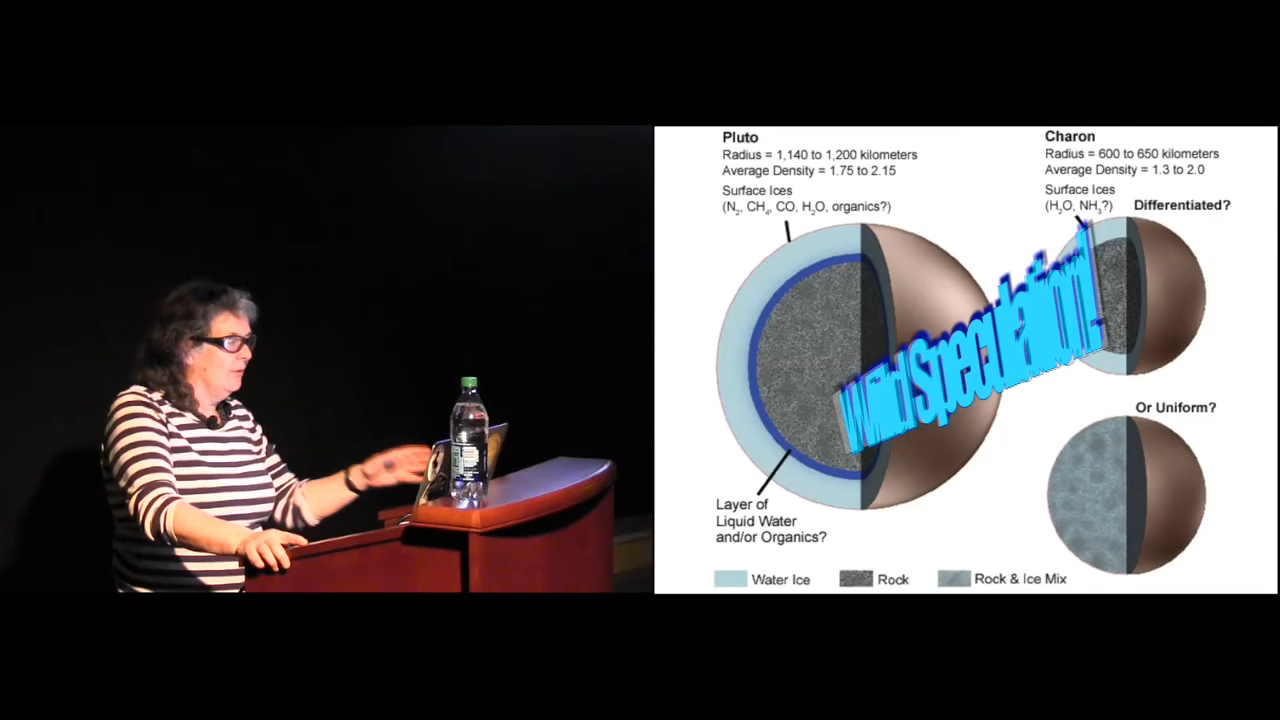 Pluto
Radius = 1,140 to 1,200 kilometers
Average Density = 1.75 to 2.15
Surface Ices
(N₂, CH₄, CO, H₂O, organics?)
Charon
Radius = 600 to 650 kilometers
Average Density = 1.3 to 2.0
Surface Ices
(H₂O, NH₃?)
Differentiated?
Wild Speculation!
Or Uniform?
Layer of
Liquid Water
and/or Organics?
Water Ice
Rock
Rock & Ice Mix